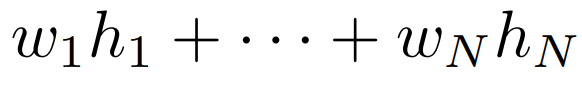 w₁h₁ + ⋯ + w_N h_N